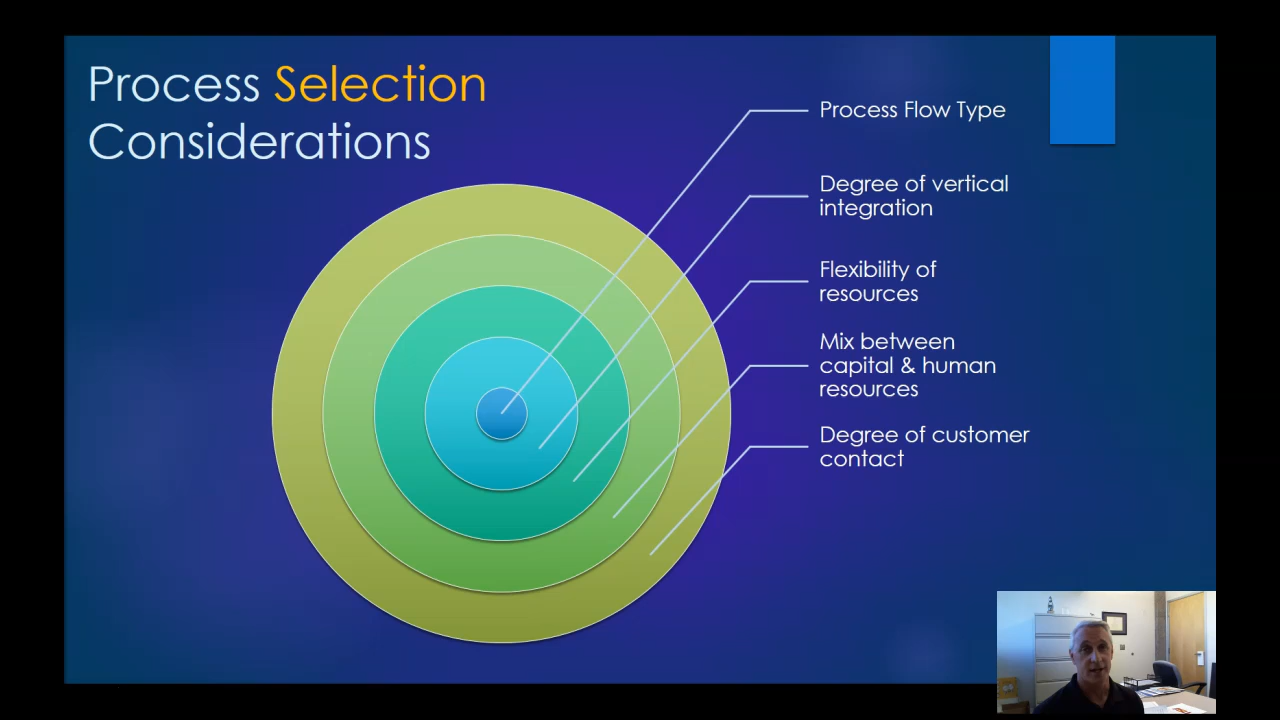 Process Selection
Considerations
Process Flow Type
Degree of vertical
integration
Flexibility of
resources
Mix between
capital & human
resources
Degree of customer
contact